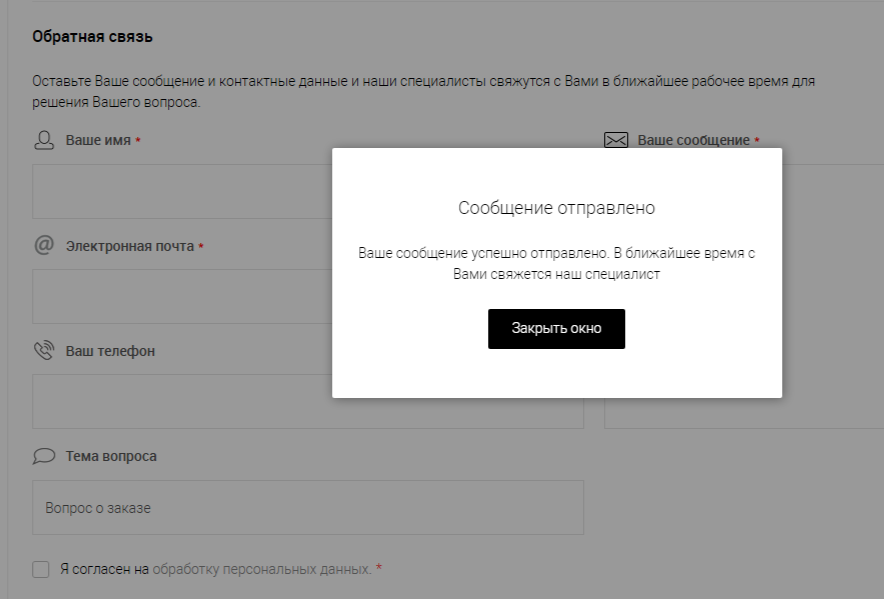 Обратная связь
Оставьте Ваше сообщение и контактные данные и наши специалисты свяжутся с Вами в ближайшее рабочее время для
решения Вашего вопроса.
Ваше имя *
Ваше сообщение *
Сообщение отправлено
Ваше сообщение успешно отправлено. В ближайшее время с
Вами свяжется наш специалист
Закрыть окно
@ Электронная почта *
Ваш телефон
Тема вопроса
Вопрос о заказе
Я согласен на обработку персональных данных. *